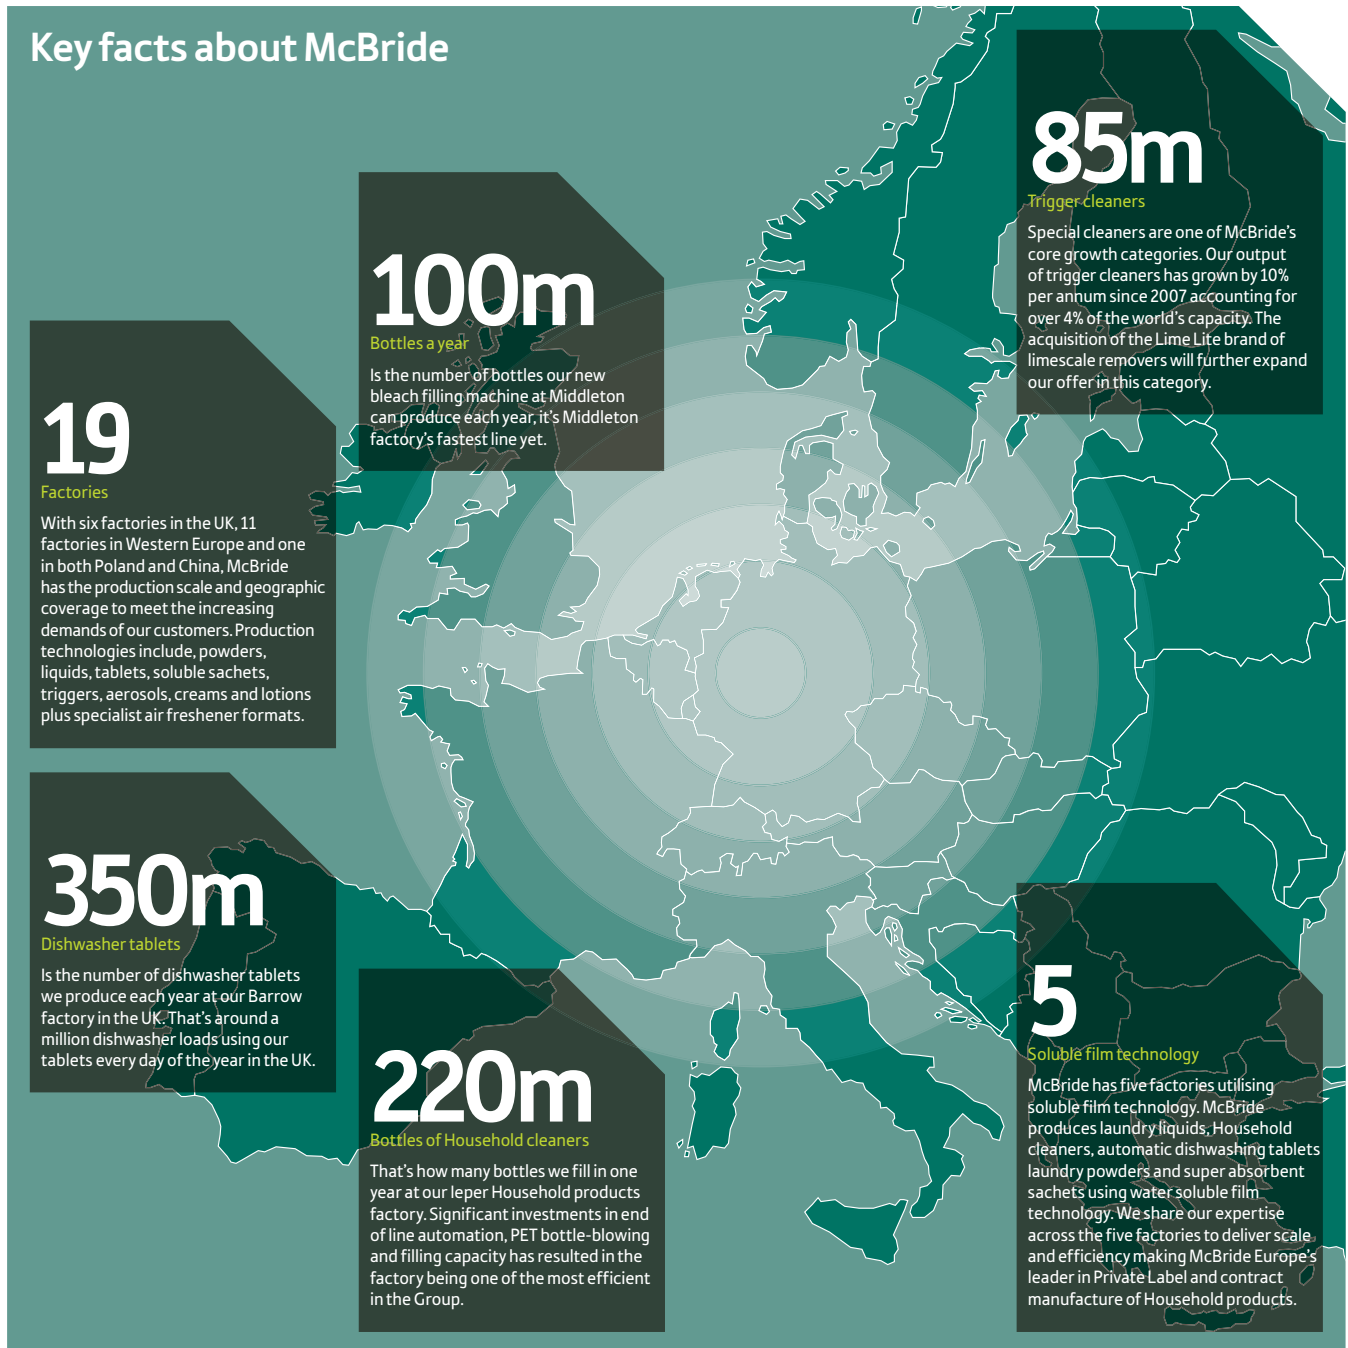 Key facts about McBride
85m
Trigger cleaners
Special cleaners are one of McBride's
core growth categories. Our output
of trigger cleaners has grown by 10%
per annum since 2007 accounting for
over 4% of the world's capacity. The
acquisition of the Lime Lite brand of
limescale removers will further expand
our offer in this category.
100m
Bottles a year
Is the number of bottles our new
bleach filling machine at Middleton
can produce each year, it's Middleton
factory's fastest line yet.
19
Factories
With six factories in the UK, 11
factories in Western Europe and one
in both Poland and China, McBride
has the production scale and geographic
coverage to meet the increasing
demands of our customers. Production
technologies include, powders,
liquids, tablets, soluble sachets,
triggers, aerosols, creams and lotions
plus specialist air freshener formats.
350m
Dishwasher tablets
Is the number of dishwasher tablets
we produce each year at our Barrow
factory in the UK. That's around a
million dishwasher loads using our
tablets every day of the year in the UK.
220m
Bottles of Household cleaners
That's how many bottles we fill in one
year at our leper Household products
factory. Significant investments in end
of line automation, PET bottle-blowing
and filling capacity has resulted in the
factory being one of the most efficient
in the Group.
5
Soluble film technology
McBride has five factories utilising
soluble film technology. McBride
produces laundry liquids, Household
cleaners, automatic dishwashing tablets
laundry powders and super absorbent
sachets using water soluble film
technology. We share our expertise
across the five factories to deliver scale
and efficiency making McBride Europe's
leader in Private Label and contract
manufacture of Household products.